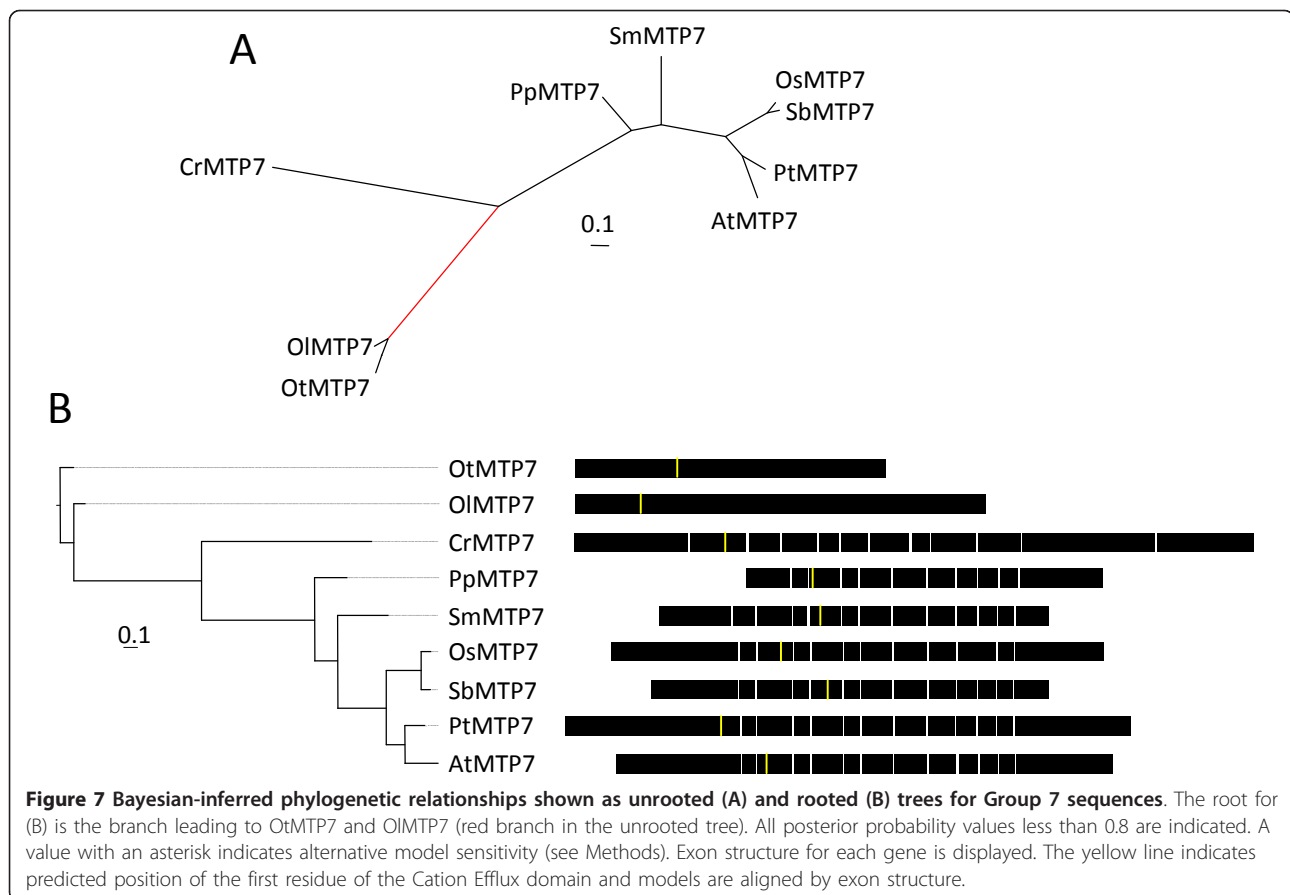 A
SmMTP7
OsMTP7
PpMTP7
SbMTP7
CrMTP7
PtMTP7
AtMTP7
0.1
OlMTP7
OtMTP7
B
OtMTP7
OlMTP7
CrMTP7
PpMTP7
SmMTP7
0.1
OsMTP7
SbMTP7
PtMTP7
AtMTP7
Figure 7 Bayesian-inferred phylogenetic relationships shown as unrooted (A) and rooted (B) trees for Group 7 sequences. The root for
(B) is the branch leading to OtMTP7 and OlMTP7 (red branch in the unrooted tree). All posterior probability values less than 0.8 are indicated. A
value with an asterisk indicates alternative model sensitivity (see Methods). Exon structure for each gene is displayed. The yellow line indicates
predicted position of the first residue of the Cation Efflux domain and models are aligned by exon structure.